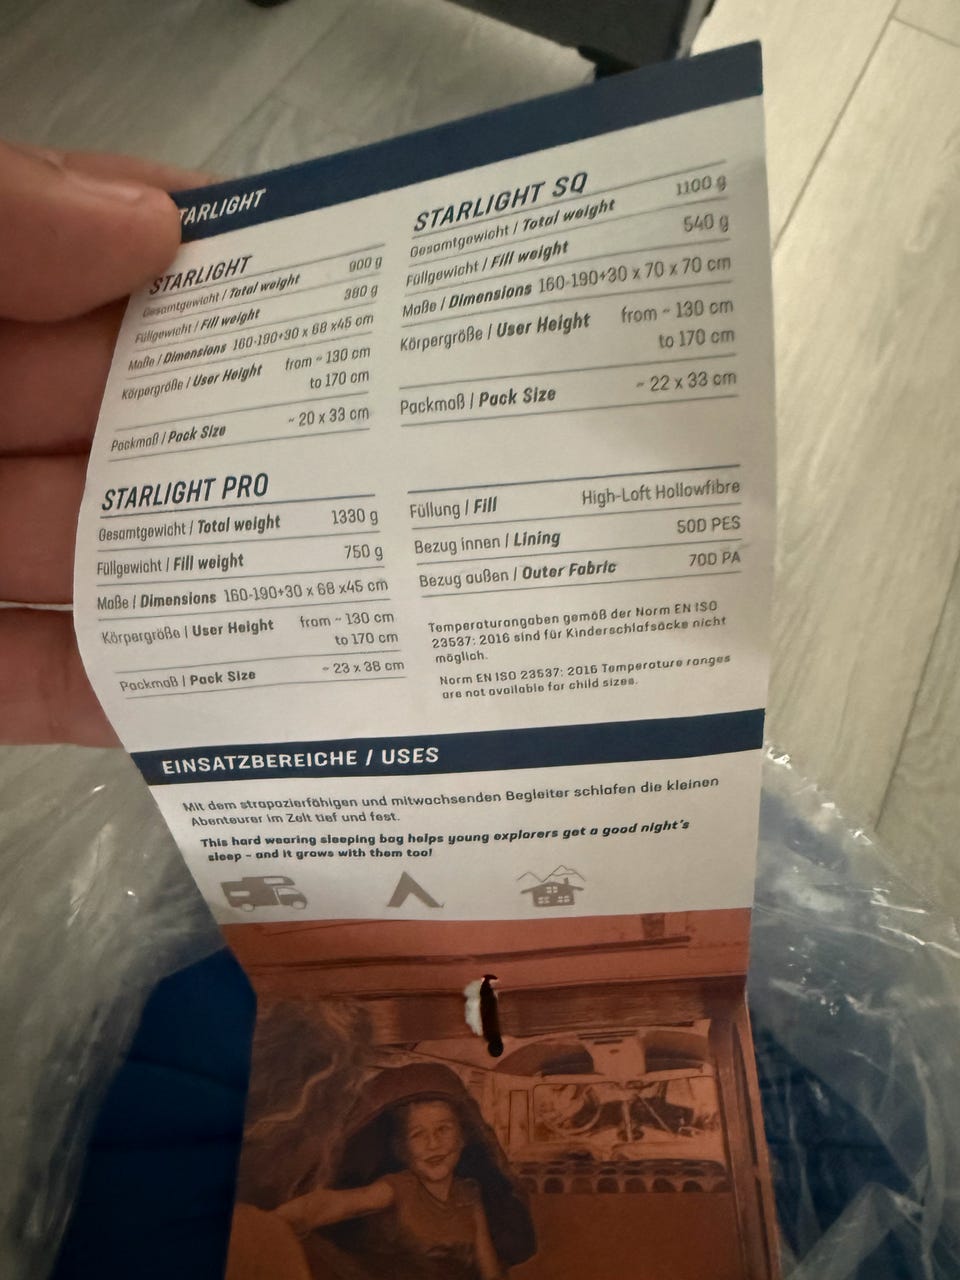 STARLIGHT
STARLIGHT
Gesamtgewicht / Total weight 900 g
Füllgewicht / Fill weight 380 g
Maße / Dimensions 160-190+30 x 68 x45 cm
Körpergröße / User Height from ~ 130 cm
to 170 cm
Packmaß / Pack Size ~ 20 x 33 cm
STARLIGHT SQ
Gesamtgewicht / Total weight 1100 g
Füllgewicht / Fill weight 540 g
Maße / Dimensions 160-190+30 x 70 x 70 cm
Körpergröße / User Height from ~ 130 cm
to 170 cm
Packmaß / Pack Size ~ 22 x 33 cm
STARLIGHT PRO
Gesamtgewicht / Total weight 1330 g
Füllgewicht / Fill weight 750 g
Maße / Dimensions 160-190+30 x 68 x45 cm
Körpergröße / User Height from ~ 130 cm
to 170 cm
Packmaß / Pack Size ~ 23 x 38 cm
Füllung / Fill High-Loft Hollowfibre
Bezug innen / Lining 50D PES
Bezug außen / Outer Fabric 70D PA
Temperaturangaben gemäß der Norm EN ISO
23537: 2016 sind für Kinderschlafsäcke nicht
möglich.
Norm EN ISO 23537: 2016 Temperature ranges
are not available for child sizes.
EINSATZBEREICHE / USES
Mit dem strapazierfähigen und mitwachsenden Begleiter schlafen die kleinen
Abenteurer im Zelt tief und fest.
This hard wearing sleeping bag helps young explorers get a good night's
sleep - and it grows with them too!